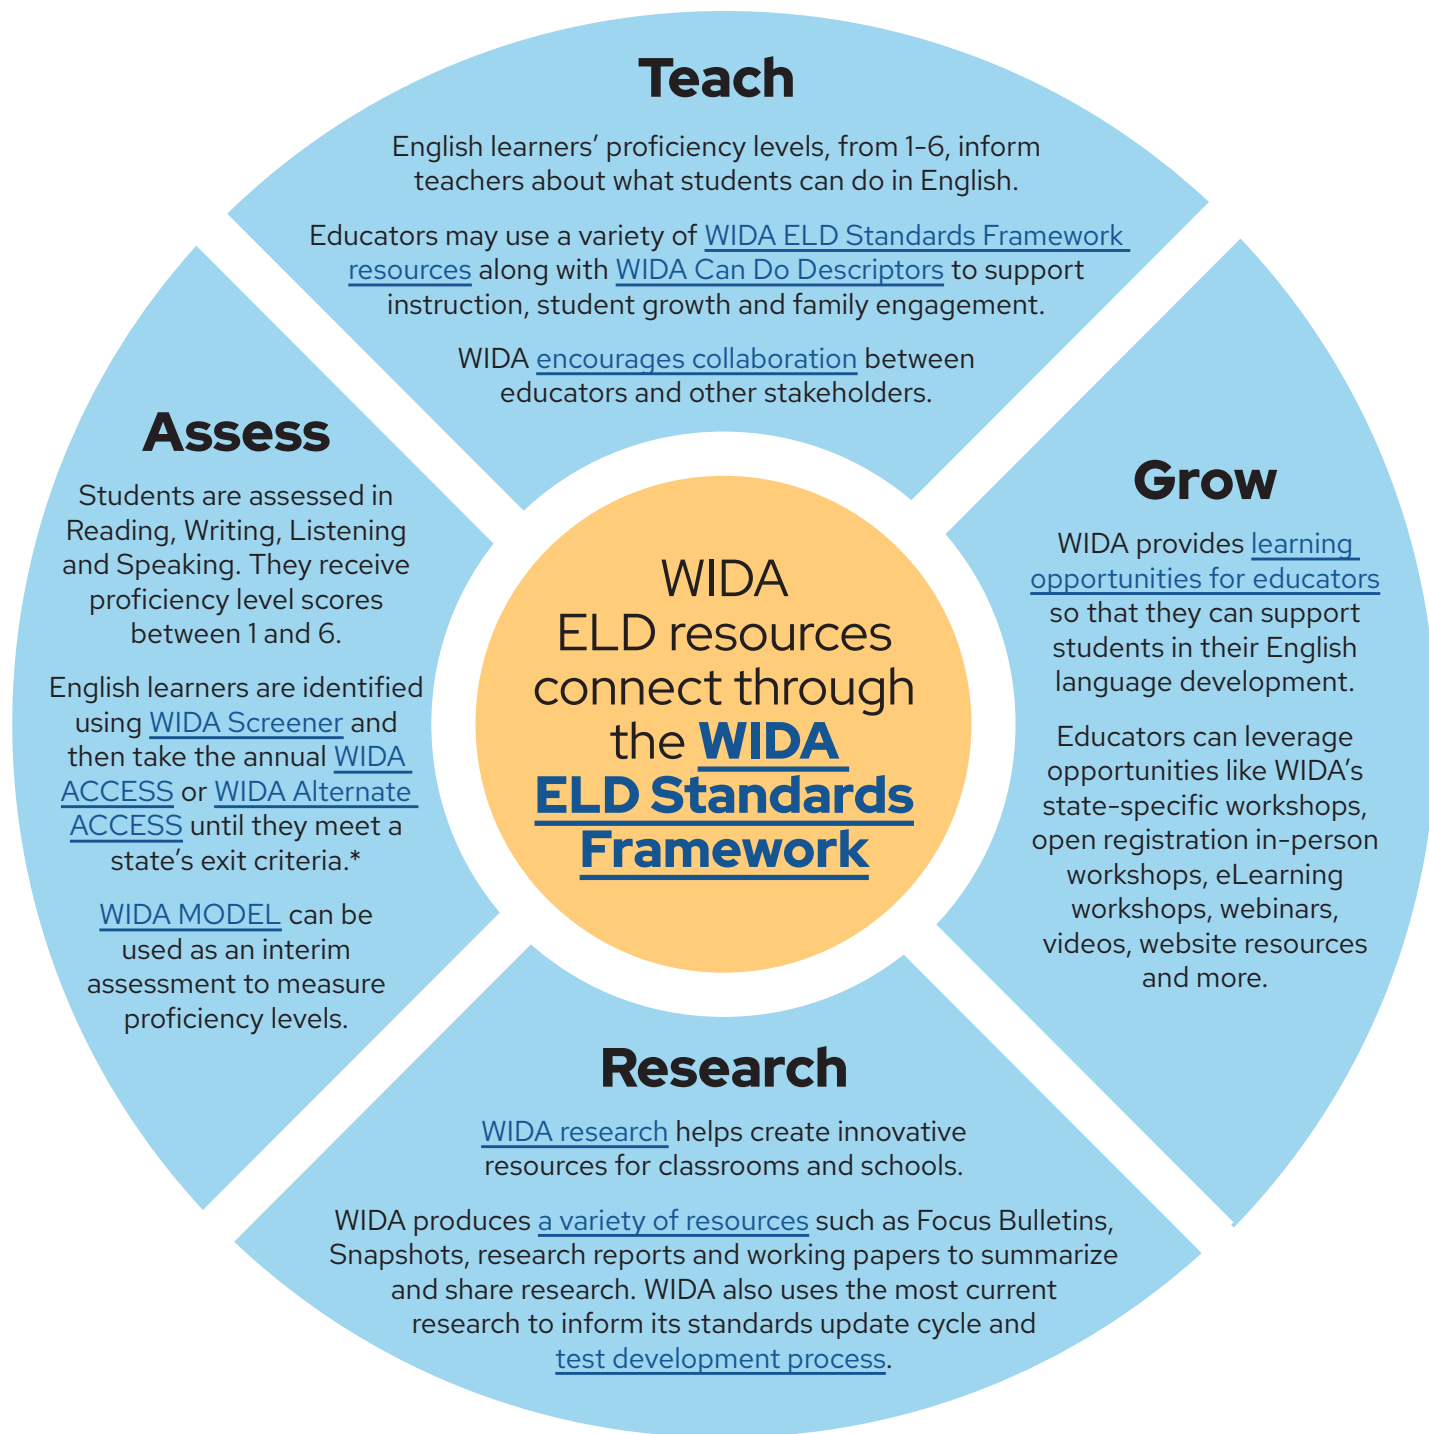 Teach
English learners’ proficiency levels, from 1-6, inform
teachers about what students can do in English.
Educators may use a variety of WIDA ELD Standards Framework
resources along with WIDA Can Do Descriptors to support
instruction, student growth and family engagement.
WIDA encourages collaboration between
educators and other stakeholders.
Assess
Students are assessed in
Reading, Writing, Listening
and Speaking. They receive
proficiency level scores
between 1 and 6.
English learners are identified
using WIDA Screener and
then take the annual WIDA
ACCESS or WIDA Alternate
ACCESS until they meet a
state’s exit criteria.*
WIDA MODEL can be
used as an interim
assessment to measure
proficiency levels.
WIDA
ELD resources
connect through
the WIDA
ELD Standards
Framework
Grow
WIDA provides learning
opportunities for educators
so that they can support
students in their English
language development.
Educators can leverage
opportunities like WIDA’s
state-specific workshops,
open registration in-person
workshops, eLearning
workshops, webinars,
videos, website resources
and more.
Research
WIDA research helps create innovative
resources for classrooms and schools.
WIDA produces a variety of resources such as Focus Bulletins,
Snapshots, research reports and working papers to summarize
and share research. WIDA also uses the most current
research to inform its standards update cycle and
test development process.